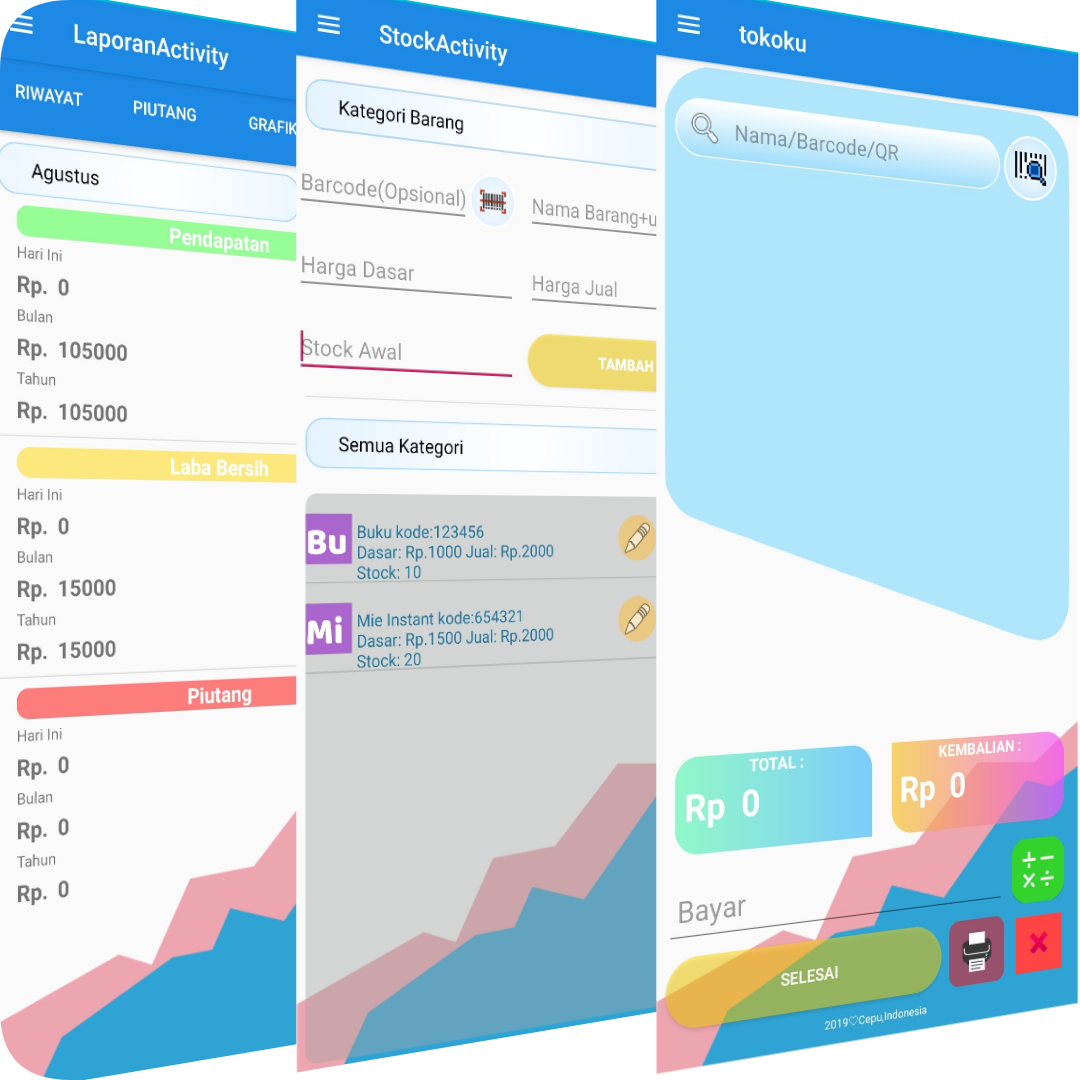 LaporanActivity
RIWAYAT
PIUTANG
GRAFIK
Agustus
Pendapatan
Hari Ini
Rp. 0
Bulan
Rp. 105000
Tahun
Rp. 105000
Laba Bersih
Hari Ini
Rp. 0
Bulan
Rp. 15000
Tahun
Rp. 15000
Piutang
Hari Ini
Rp. 0
Bulan
Rp. 0
Tahun
Rp. 0
StockActivity
Kategori Barang
Barcode(Opsional)
Nama Barang+u
Harga Dasar
Harga Jual
Stock Awal
TAMBAH
Semua Kategori
Bu
Buku kode:123456
Dasar: Rp.1000 Jual: Rp.2000
Stock: 10
Mi
Mie Instant kode:654321
Dasar: Rp.1500 Jual: Rp.2000
Stock: 20
tokoku
Nama/Barcode/QR
TOTAL :
Rp 0
KEMBALIAN :
Rp 0
Bayar
SELESAI
2019♡Cepu,Indonesia